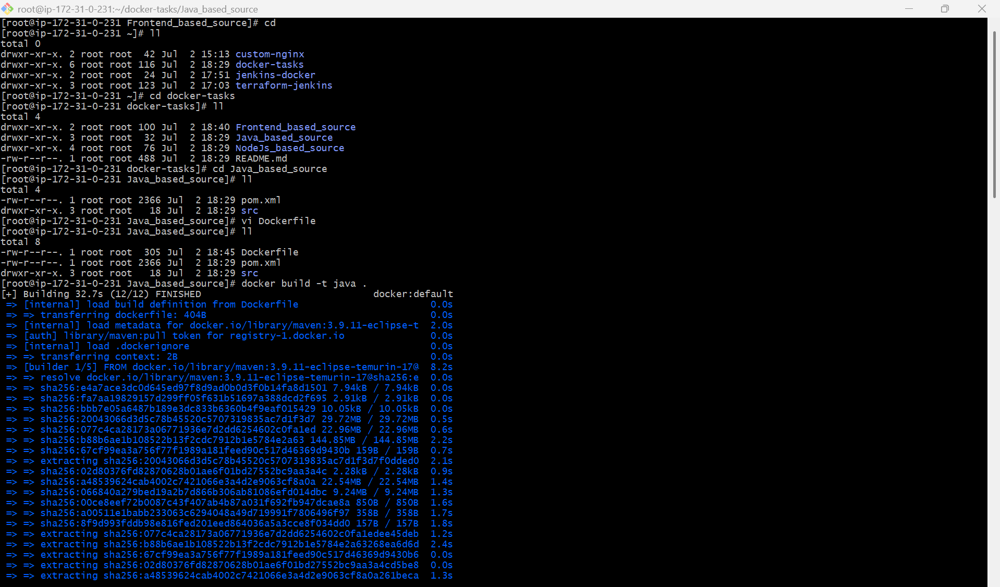 root@ip-172-31-0-231:~/docker-tasks/Java_based_source
[root@ip-172-31-0-231 Frontend_based_source]# cd
[root@ip-172-31-0-231 ~]# ll
total 0
drwxr-xr-x. 2 root root  42 Jul  2 15:13 custom-nginx
drwxr-xr-x. 6 root root 116 Jul  2 18:29 docker-tasks
drwxr-xr-x. 2 root root  24 Jul  2 17:51 jenkins-docker
drwxr-xr-x. 3 root root 123 Jul  2 17:03 terraform-jenkins
[root@ip-172-31-0-231 ~]# cd docker-tasks
[root@ip-172-31-0-231 docker-tasks]# ll
total 4
drwxr-xr-x. 2 root root 100 Jul  2 18:40 Frontend_based_source
drwxr-xr-x. 3 root root  32 Jul  2 18:29 Java_based_source
drwxr-xr-x. 4 root root  76 Jul  2 18:29 NodeJs_based_source
-rw-r--r--. 1 root root 488 Jul  2 18:29 README.md
[root@ip-172-31-0-231 docker-tasks]# cd Java_based_source
[root@ip-172-31-0-231 Java_based_source]# ll
total 4
-rw-r--r--. 1 root root 2366 Jul  2 18:29 pom.xml
drwxr-xr-x. 3 root root   18 Jul  2 18:29 src
[root@ip-172-31-0-231 Java_based_source]# vi Dockerfile
[root@ip-172-31-0-231 Java_based_source]# ll
total 8
-rw-r--r--. 1 root root  305 Jul  2 18:45 Dockerfile
-rw-r--r--. 1 root root 2366 Jul  2 18:29 pom.xml
drwxr-xr-x. 3 root root   18 Jul  2 18:29 src
[root@ip-172-31-0-231 Java_based_source]# docker build -t java .
[+] Building 32.7s (12/12) FINISHED                              docker:default
 => [internal] load build definition from Dockerfile                       0.0s
 => => transferring dockerfile: 404B                                       0.0s
 => [internal] load metadata for docker.io/library/maven:3.9.11-eclipse-t  2.0s
 => [auth] library/maven:pull token for registry-1.docker.io               0.0s
 => [internal] load .dockerignore                                          0.0s
 => => transferring context: 2B                                            0.0s
 => [builder 1/5] FROM docker.io/library/maven:3.9.11-eclipse-temurin-17@  8.2s
 => => resolve docker.io/library/maven:3.9.11-eclipse-temurin-17@sha256:e  0.0s
 => => sha256:e4a7ace3dc0d645ed97f8d9ad0b0d3f0b14fa8d1501 7.94kB / 7.94kB  0.0s
 => => sha256:fa7aa19829157d299ff05f631b51697a388dcd2f695 2.91kB / 2.91kB  0.0s
 => => sha256:bbb7e05a6487b189e3dc833b6360b4f9eaf015429 10.05kB / 10.05kB  0.0s
 => => sha256:20043066d3d5c78b45520c5707319835ac7d1f3d7 29.72MB / 29.72MB  0.5s
 => => sha256:077c4ca28173a06771936e7d2dd6254602c0fa1ed 22.96MB / 22.96MB  0.6s
 => => sha256:b88b6ae1b108522b13f2cdc7912b1e5784e2a63 144.85MB / 144.85MB  2.2s
 => => sha256:67cf99ea3a756f77f1989a181feed90c517d46369d9430b 159B / 159B  0.7s
 => => extracting sha256:20043066d3d5c78b45520c5707319835ac7d1f3d7f0dded0  2.1s
 => => sha256:02d80376fd82870628b01ae6f01bd27552bc9aa3a4c 2.28kB / 2.28kB  0.9s
 => => sha256:a48539624cab4002c7421066e3a4d2e9063cf8a0a 22.54MB / 22.54MB  1.4s
 => => sha256:066840a279bed19a2b7d866b306ab81086efd014dbc 9.24MB / 9.24MB  1.3s
 => => sha256:00ce8eef72b0087c43f407ab4b87a031f692fb947dcae8a 850B / 850B  1.6s
 => => sha256:a00511e1babb233063c6294048a49d719991f7806496f97 358B / 358B  1.7s
 => => sha256:8f9d993fddb98e816fed201eed864036a5a3cce8f034dd0 157B / 157B  1.8s
 => => extracting sha256:077c4ca28173a06771936e7d2dd6254602c0fa1edee45deb  1.2s
 => => extracting sha256:b88b6ae1b108522b13f2cdc7912b1e5784e2a63268ea6d6d  2.4s
 => => extracting sha256:67cf99ea3a756f77f1989a181feed90c517d46369d9430b6  0.0s
 => => extracting sha256:02d80376fd82870628b01ae6f01bd27552bc9aa3a4cd5be8  0.0s
 => => extracting sha256:a48539624cab4002c7421066e3a4d2e9063cf8a0a261beca  1.3s